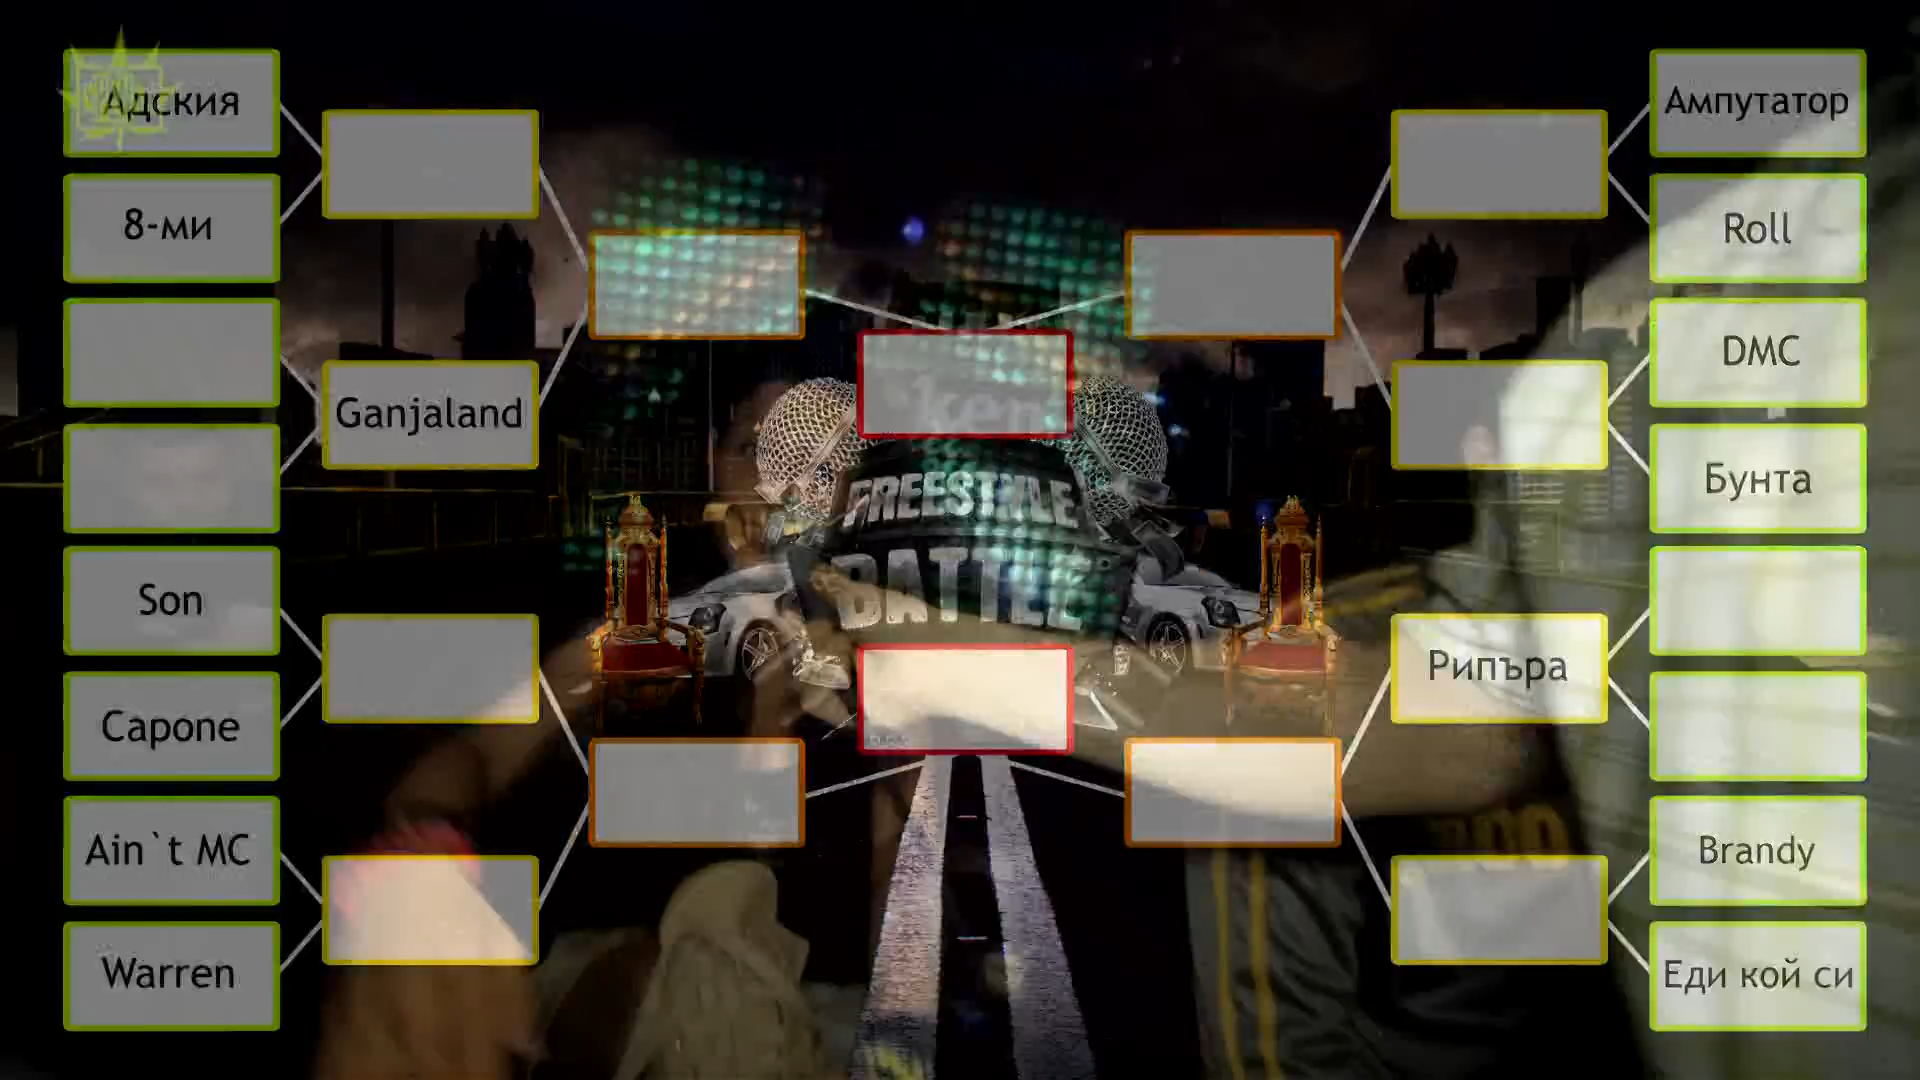 Адския
8-ми
Ganjaland
Son
Capone
Ain`t MC
Warren
FREESTYLE
BATTLE
Ампутатор
Roll
DMC
Бунта
Рипъра
Brandy
Еди кой си